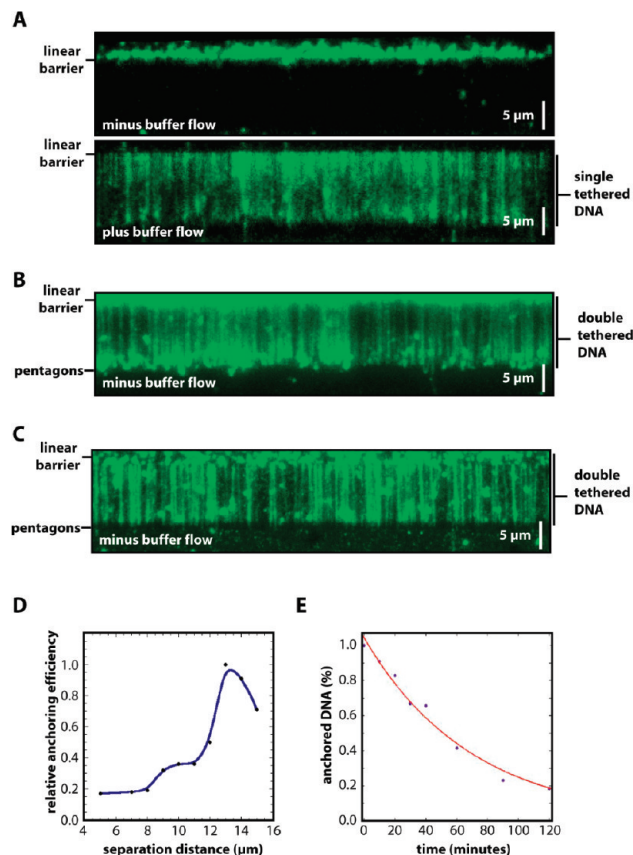 A
linear
barrier
minus buffer flow
5 µm
linear
barrier
plus buffer flow
5 µm
single
tethered
DNA
B
linear
barrier
pentagons
minus buffer flow
5 µm
double
tethered
DNA
C
linear
barrier
pentagons
minus buffer flow
5 µm
double
tethered
DNA
D
relative anchoring efficiency
1.0
0.8
0.6
0.4
0.2
0
4 6 8 10 12 14 16
separation distance (µm)
E
anchored DNA (%)
1.0
0.8
0.6
0.4
0.2
0 20 40 60 80 100 120
time (minutes)